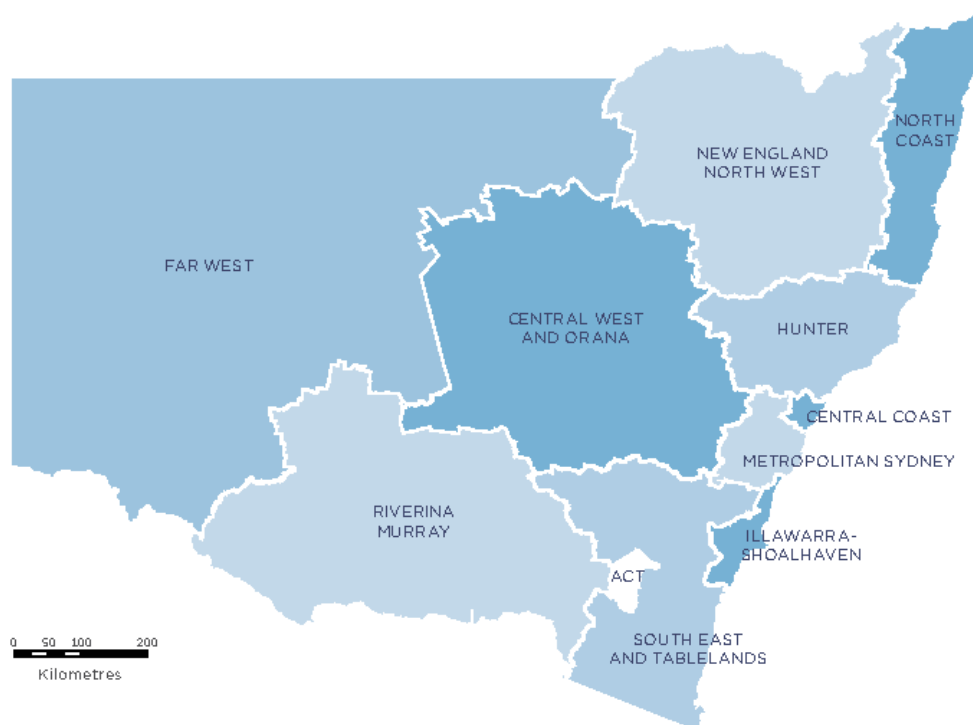 NORTH
COAST
NEW ENGLAND
NORTH WEST
FAR WEST
CENTRAL WEST
AND ORANA
HUNTER
CENTRAL COAST
METROPOLITAN SYDNEY
RIVERINA
MURRAY
ILLAWARRA-
SHOALHAVEN
ACT
SOUTH EAST
AND TABLELANDS
0 50 100 200
Kilometres